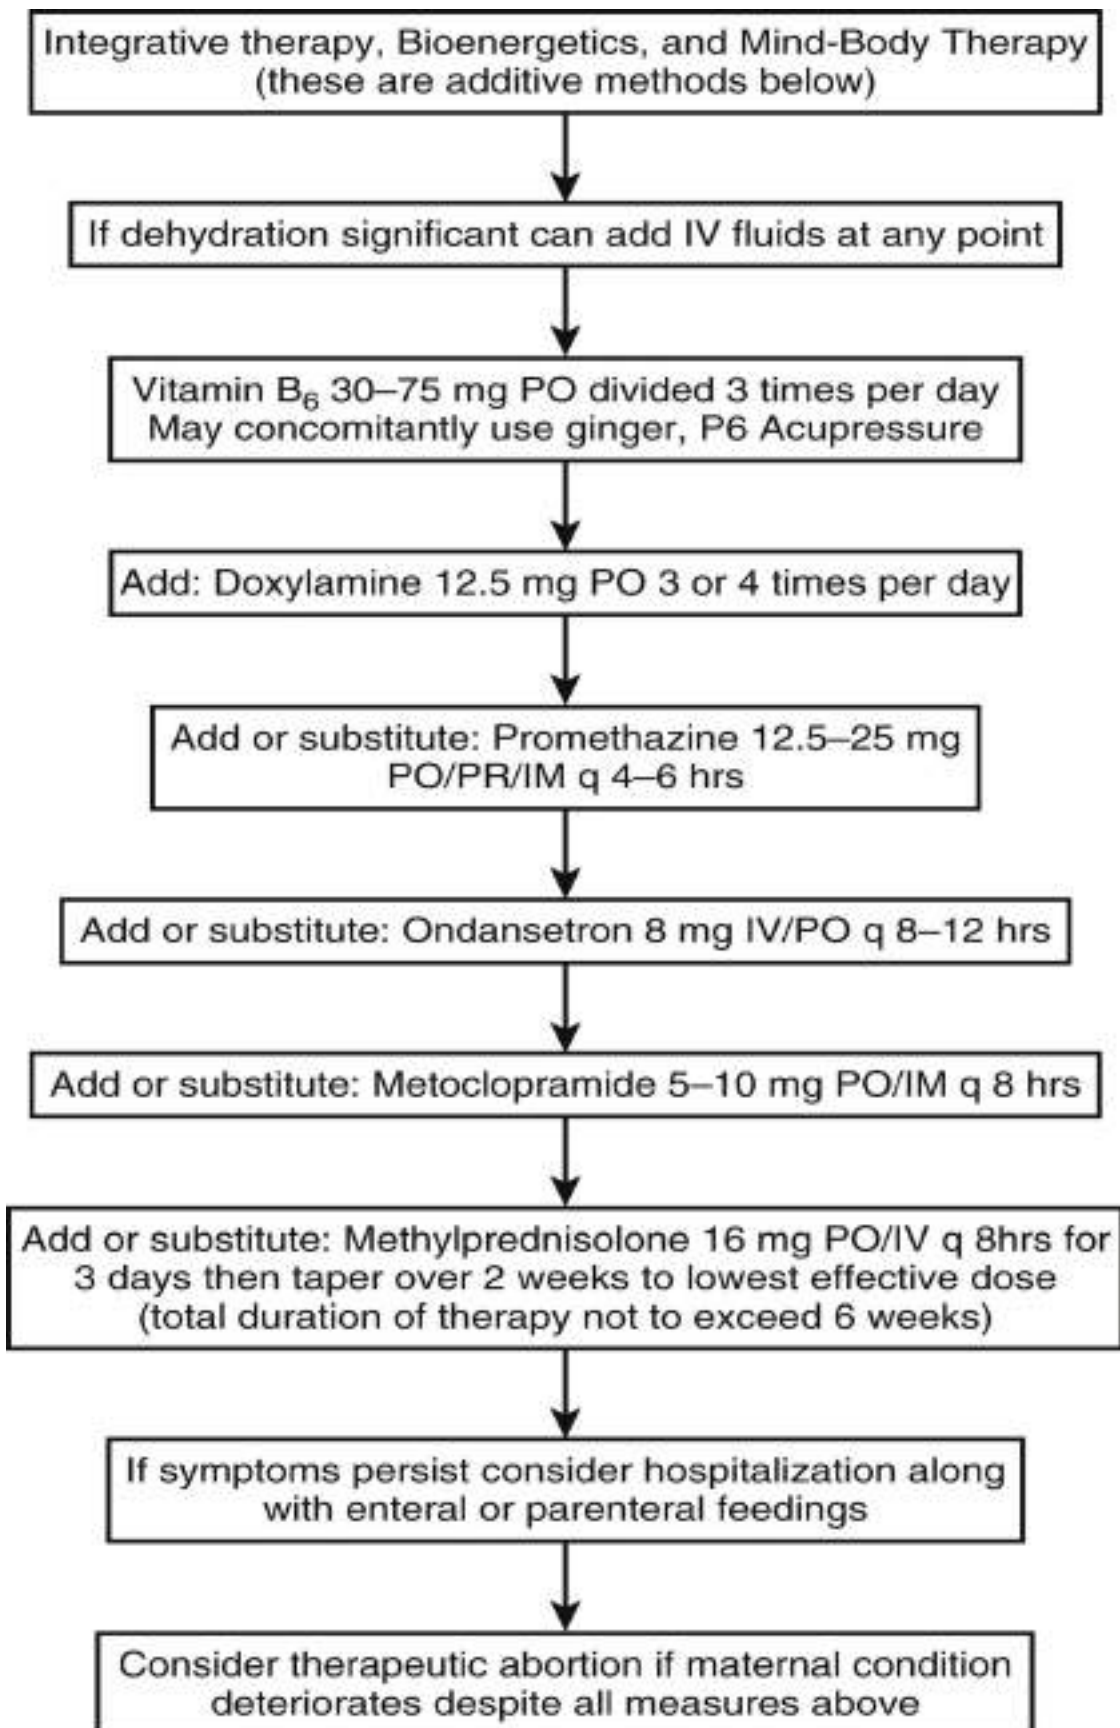 Integrative therapy, Bioenergetics, and Mind-Body Therapy
(these are additive methods below)
If dehydration significant can add IV fluids at any point
Vitamin B₆ 30–75 mg PO divided 3 times per day
May concomitantly use ginger, P6 Acupressure
Add: Doxylamine 12.5 mg PO 3 or 4 times per day
Add or substitute: Promethazine 12.5–25 mg
PO/PR/IM q 4–6 hrs
Add or substitute: Ondansetron 8 mg IV/PO q 8–12 hrs
Add or substitute: Metoclopramide 5–10 mg PO/IM q 8 hrs
Add or substitute: Methylprednisolone 16 mg PO/IV q 8hrs for
3 days then taper over 2 weeks to lowest effective dose
(total duration of therapy not to exceed 6 weeks)
If symptoms persist consider hospitalization along
with enteral or parenteral feedings
Consider therapeutic abortion if maternal condition
deteriorates despite all measures above